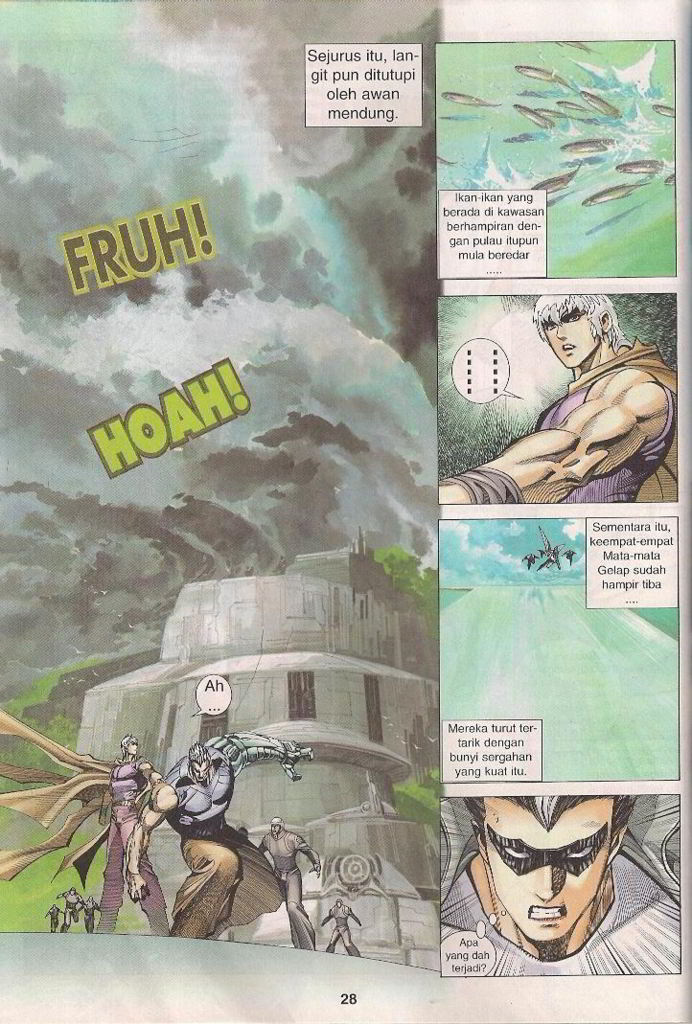 Sejurus itu, lan-
git pun ditutupi
oleh awan
mendung.
FRUH!
HOAH!
Ah
...
Ikan-ikan yang
berada di kawasan
berhampiran den-
gan pulau itupun
mula beredar
.....
Sementara itu,
keempat-empat
Mata-mata
Gelap sudah
hampir tiba
....
Mereka turut ter-
tarik dengan
bunyi sergahan
yang kuat itu.
Apa
yang dah
terjadi?
28